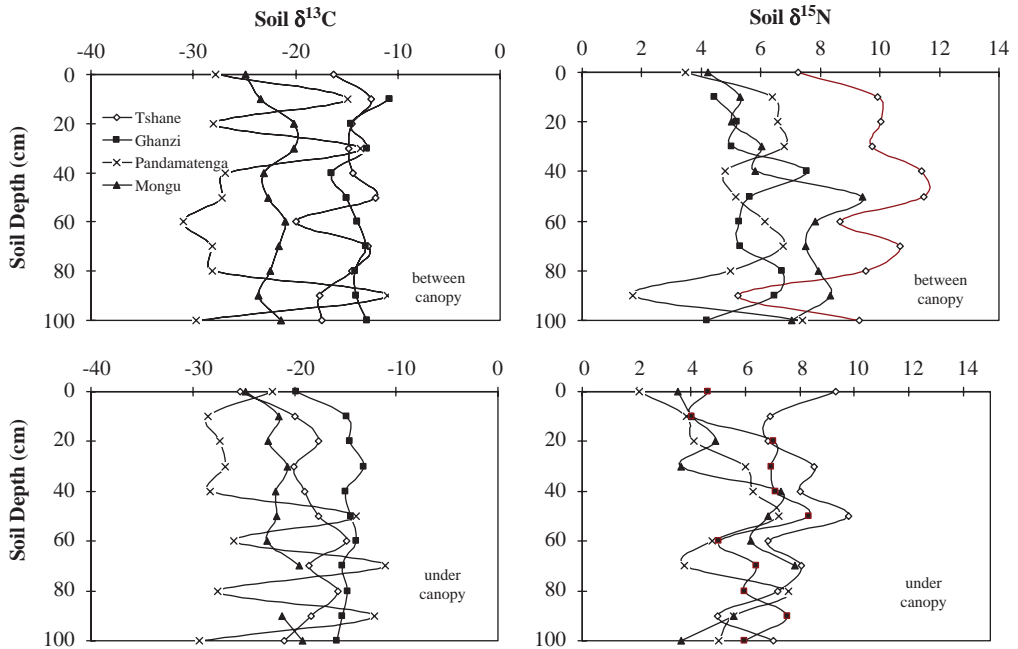 Soil δ¹³C
-40 -30 -20 -10 0
0
20
40
60
80
100
Soil Depth (cm)
Tshane
Ghanzi
Pandamatenga
Mongu
between
canopy
Soil δ¹⁵N
0 2 4 6 8 10 12 14
0
20
40
60
80
100
between
canopy
-40 -30 -20 -10 0
0
20
40
60
80
100
Soil Depth (cm)
under
canopy
0 2 4 6 8 10 12 14
0
20
40
60
80
100
under
canopy